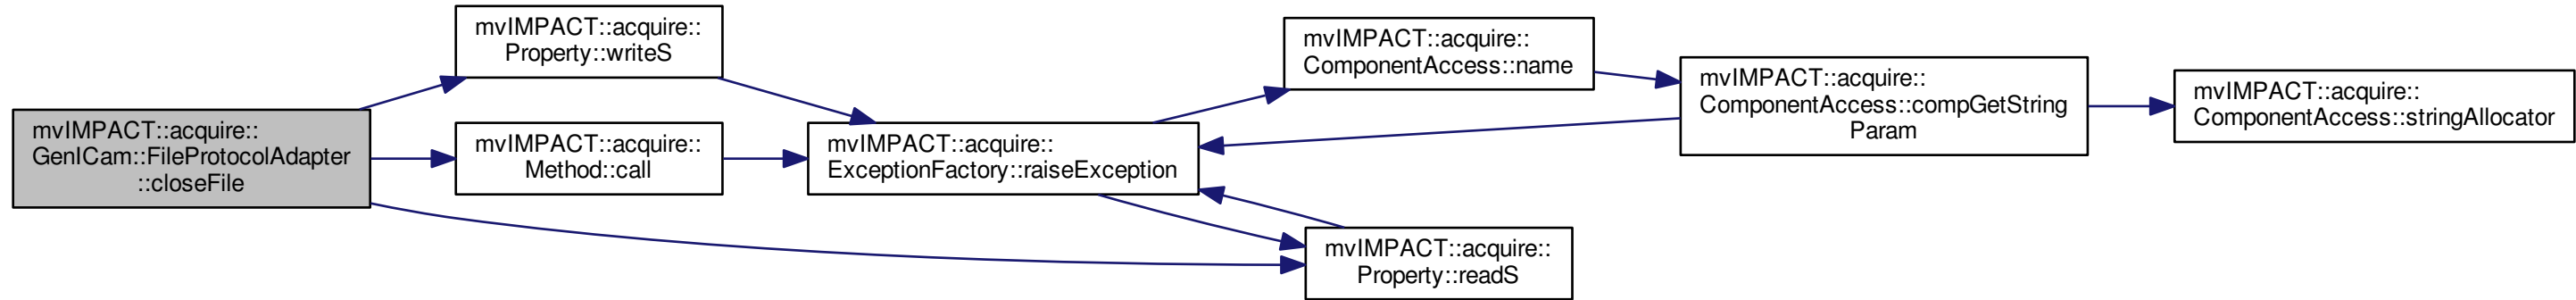 mvIMPACT::acquire::
GenICam::FileProtocolAdapter
::closeFile
mvIMPACT::acquire::
Property::writeS
mvIMPACT::acquire::
Method::call
mvIMPACT::acquire::
ExceptionFactory::raiseException
mvIMPACT::acquire::
ComponentAccess::name
mvIMPACT::acquire::
Property::readS
mvIMPACT::acquire::
ComponentAccess::compGetString
Param
mvIMPACT::acquire::
ComponentAccess::stringAllocator